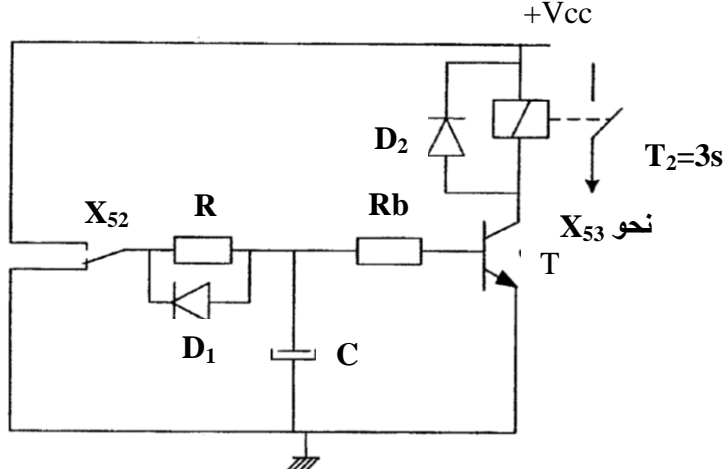 +Vcc
D₂
T₂=3s
X₅₂
R
Rb
نحو X₅₃
T
D₁
C